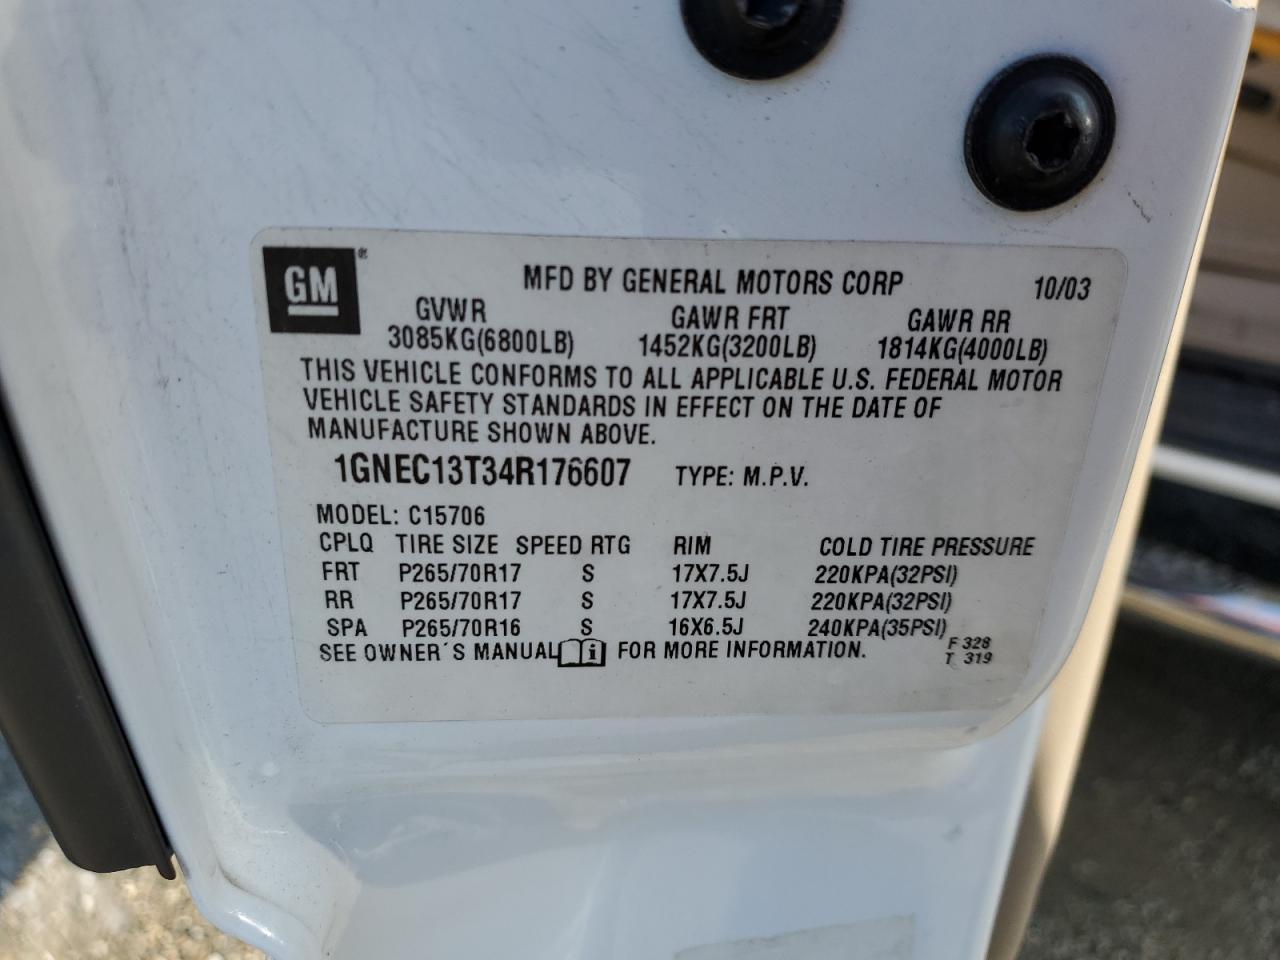 GM®
MFD BY GENERAL MOTORS CORP 10/03
GVWR GAWR FRT GAWR RR
3085KG(6800LB) 1452KG(3200LB) 1814KG(4000LB)
THIS VEHICLE CONFORMS TO ALL APPLICABLE U.S. FEDERAL MOTOR
VEHICLE SAFETY STANDARDS IN EFFECT ON THE DATE OF
MANUFACTURE SHOWN ABOVE.
1GNEC13T34R176607 TYPE: M.P.V.
MODEL: C15706
CPLQ TIRE SIZE SPEED RTG RIM COLD TIRE PRESSURE
FRT P265/70R17 S 17X7.5J 220KPA(32PSI)
RR P265/70R17 S 17X7.5J 220KPA(32PSI)
SPA P265/70R16 S 16X6.5J 240KPA(35PSI)
SEE OWNER´S MANUAL i FOR MORE INFORMATION.
F 328
T 319